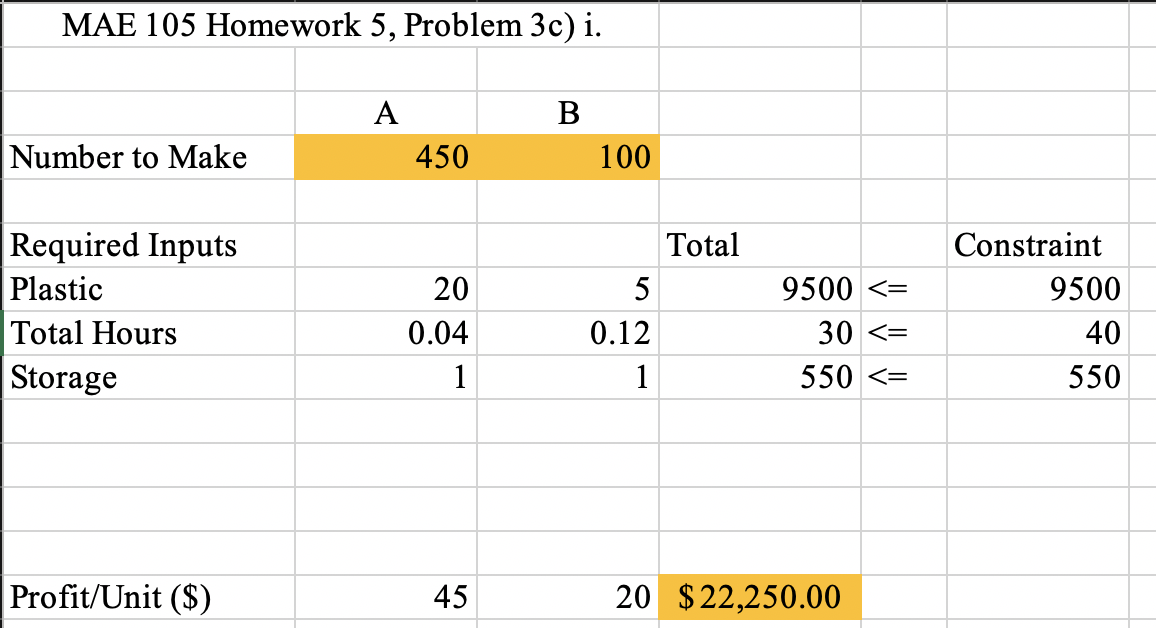 MAE 105 Homework 5, Problem 3c) i.
A B
Number to Make 450 100
Required Inputs Total Constraint
Plastic 20 5 9500 <= 9500
Total Hours 0.04 0.12 30 <= 40
Storage 1 1 550 <= 550
Profit/Unit ($) 45 20 $22,250.00